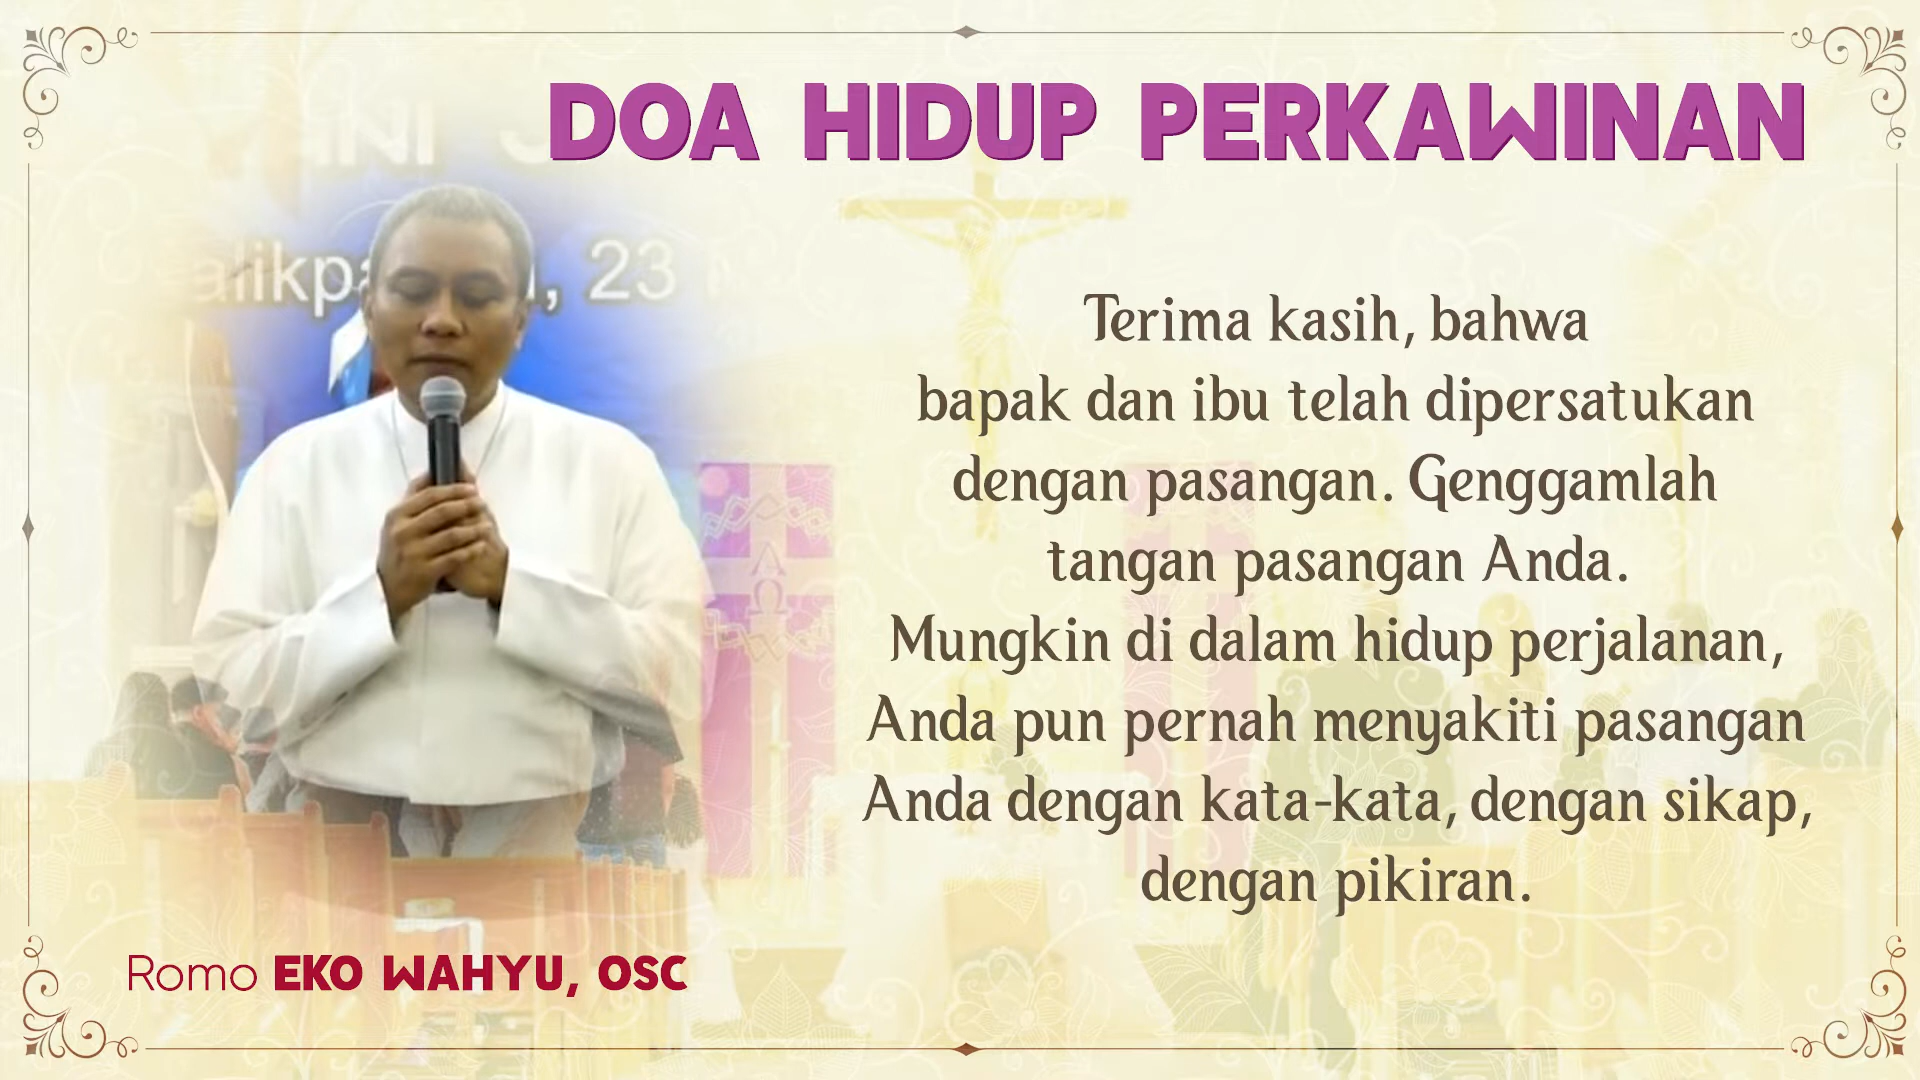 DOA HIDUP PERKAWINAN
, 23
Terima kasih, bahwa
bapak dan ibu telah dipersatukan
dengan pasangan. Genggamlah
tangan pasangan Anda.
Mungkin di dalam hidup perjalanan,
Anda pun pernah menyakiti pasangan
Anda dengan kata-kata, dengan sikap,
dengan pikiran.
Romo EKO WAHYU, OSC